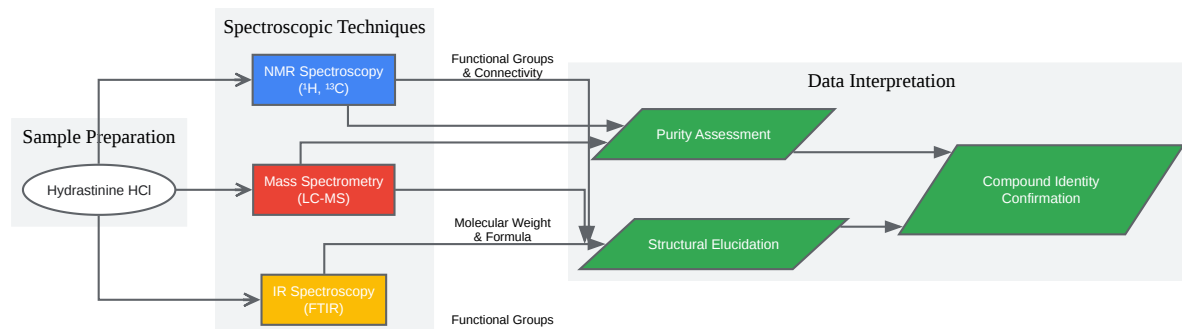 Spectroscopic Techniques
NMR Spectroscopy
(¹H, ¹³C)
Functional Groups
& Connectivity
Data Interpretation
Sample Preparation
Purity Assessment
Hydrastinine HCl
Mass Spectrometry
(LC-MS)
Compound Identity
Confirmation
Molecular Weight
& Formula
Structural Elucidation
IR Spectroscopy
(FTIR)
Functional Groups